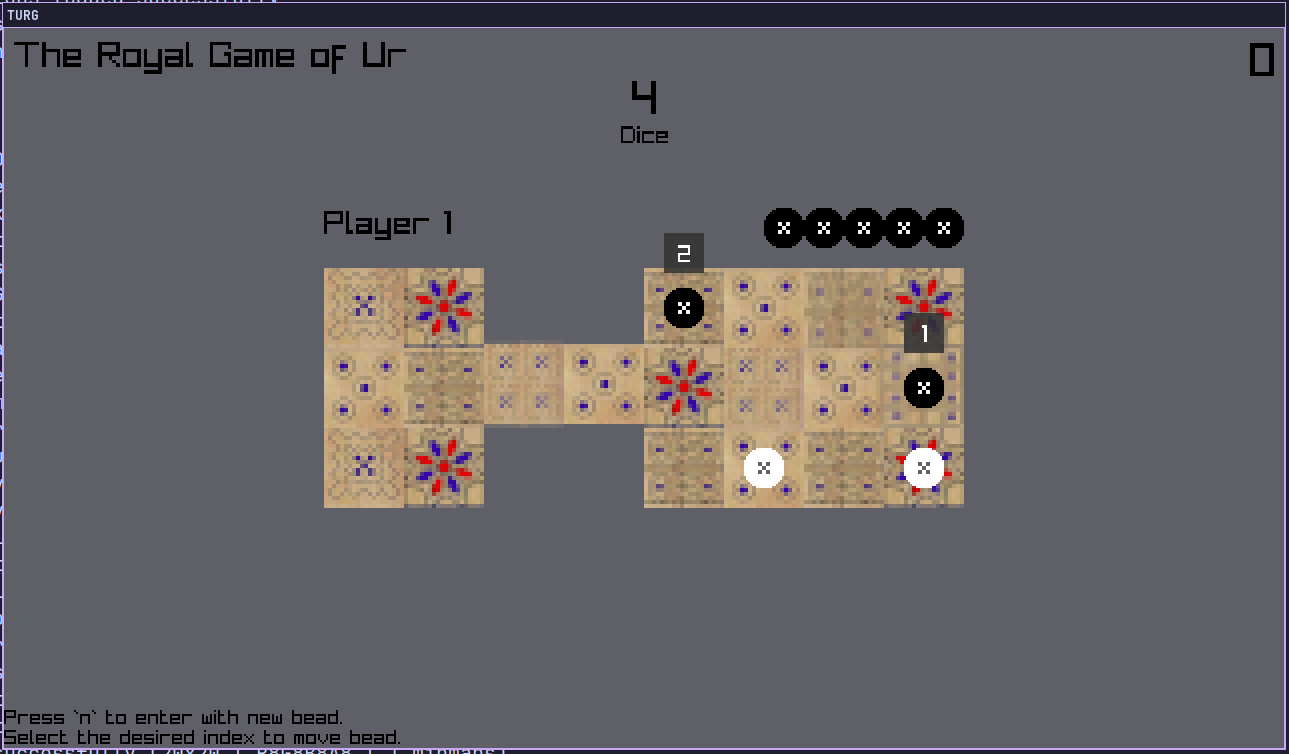 TURG
The Royal Game of Ur
4
Dice
Player 1
2
1
Press `n` to enter with new bead.
Select the desired index to move bead.